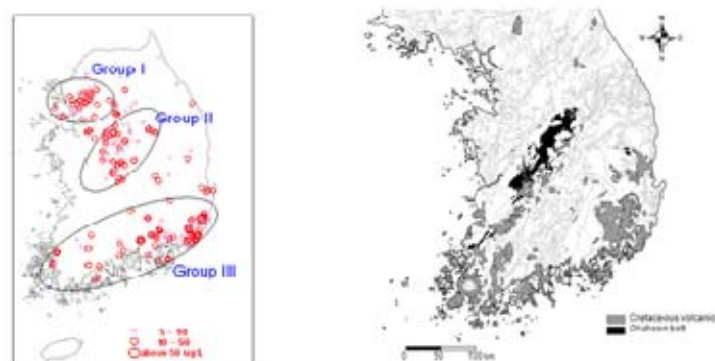 Group I
Group II
Group III
5 - 10
10 - 50
above 50 ug/L
N
Cretaceous volcanic
Okcheon belt
0 50 100 km